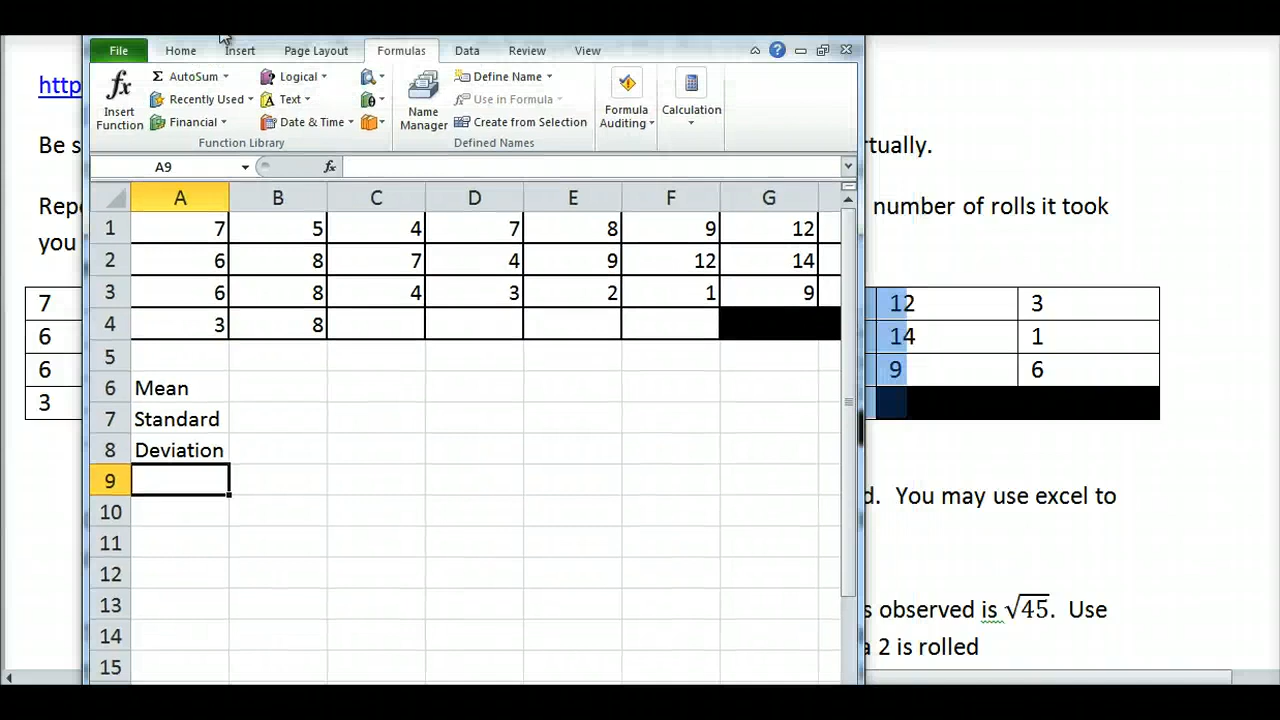 File Home Insert Page Layout Formulas Data Review View
fx Insert Function
Σ AutoSum
Recently Used
Financial
Logical
Text
Date & Time
Function Library
Name Manager
Define Name
Use in Formula
Create from Selection
Defined Names
Formula Auditing
Calculation
A9 fx
A B C D E F G
1 7 5 4 7 8 9 12
2 6 8 7 4 9 12 14
3 6 8 4 3 2 1 9
4 3 8
5
6 Mean
7 Standard
8 Deviation
9
10
11
12
13
14
15
http
Be s
tually.
Repe
number of rolls it took
you
7 12 3
6 14 1
6 9 6
3
d. You may use excel to
s observed is √45. Use
a 2 is rolled